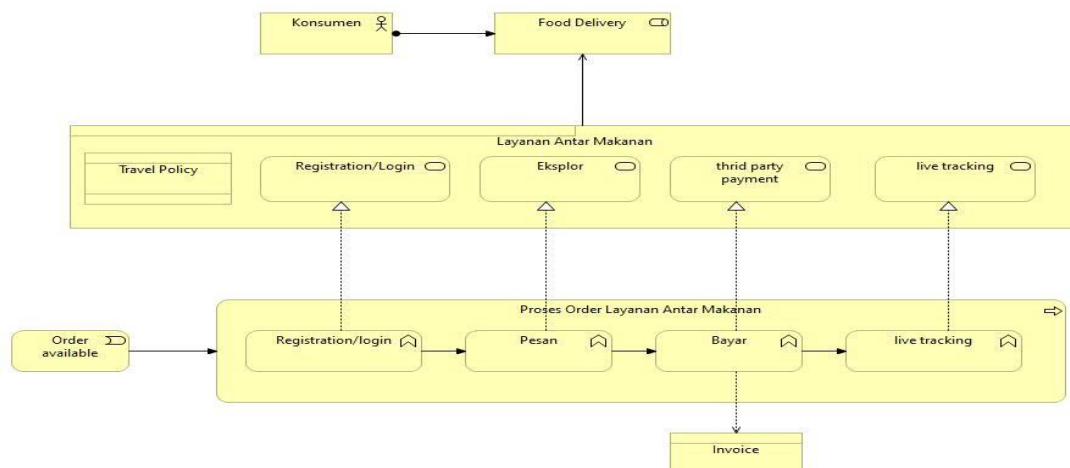 Konsumen
Food Delivery
Layanan Antar Makanan
Travel Policy
Registration/Login
Eksplor
thrid party
payment
live tracking
Proses Order Layanan Antar Makanan
Order
available
Registration/login
Pesan
Bayar
live tracking
Invoice